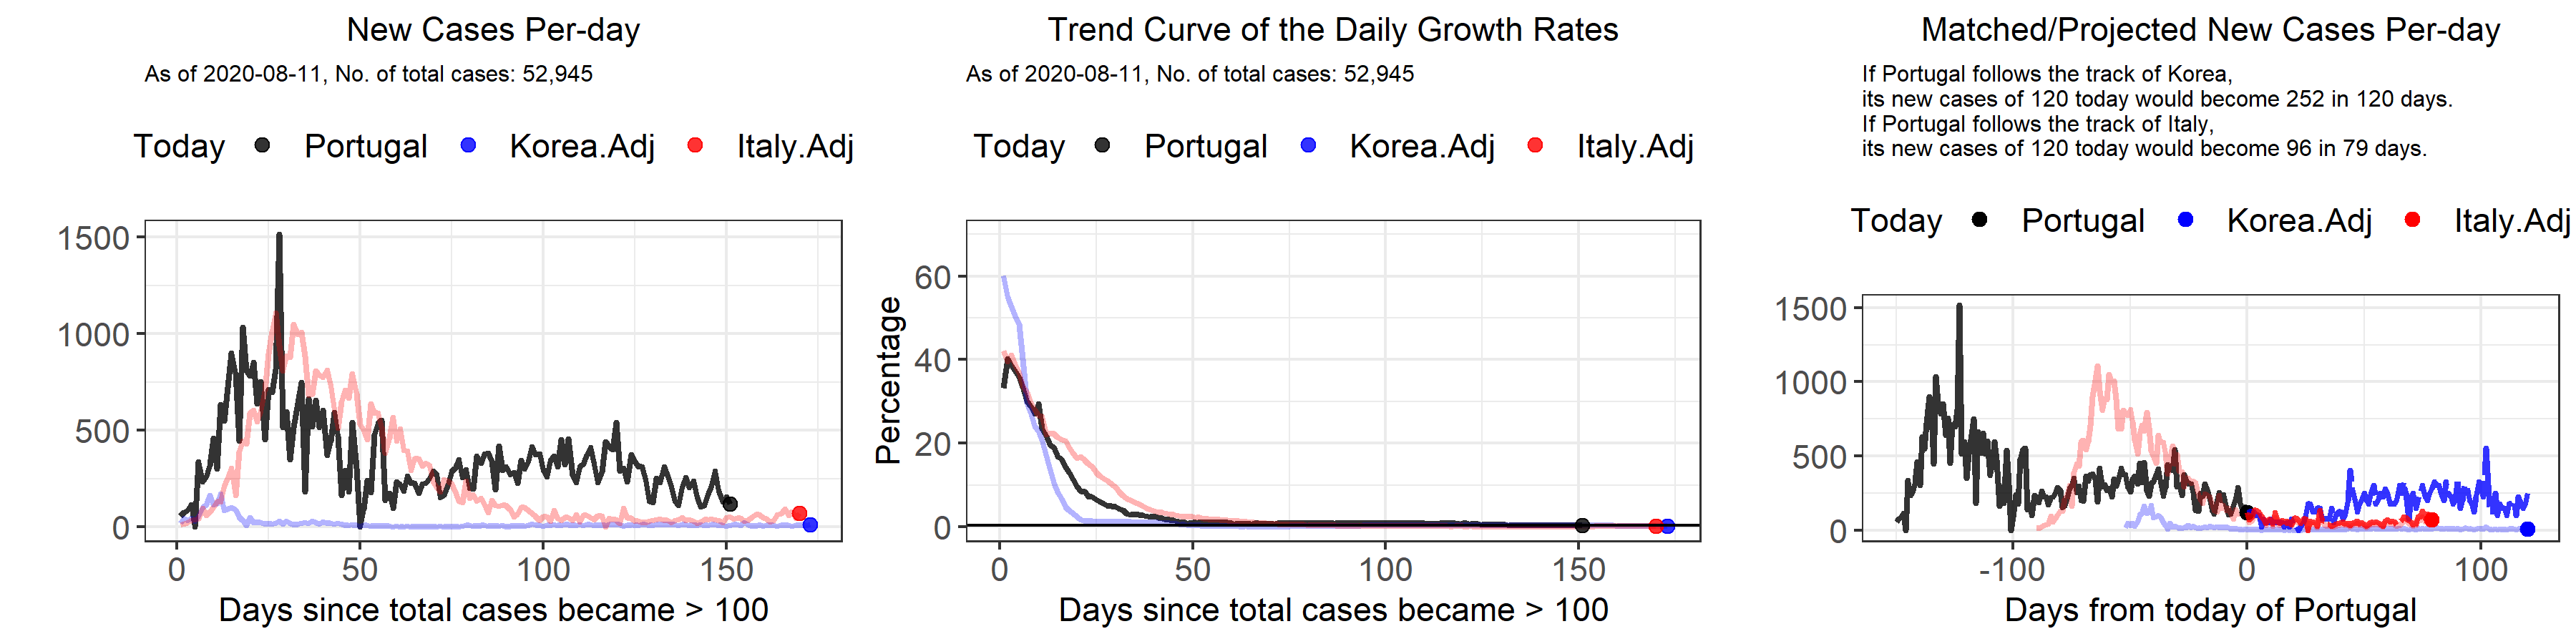 New Cases Per-day
As of 2020-08-11, No. of total cases: 52,945
Today Portugal Korea.Adj Italy.Adj
1500
1000
500
0
0 50 100 150
Days since total cases became > 100
Trend Curve of the Daily Growth Rates
As of 2020-08-11, No. of total cases: 52,945
Today Portugal Korea.Adj Italy.Adj
Percentage
60
40
20
0
0 50 100 150
Days since total cases became > 100
Matched/Projected New Cases Per-day
If Portugal follows the track of Korea,
its new cases of 120 today would become 252 in 120 days.
If Portugal follows the track of Italy,
its new cases of 120 today would become 96 in 79 days.
Today Portugal Korea.Adj Italy.Adj
1500
1000
500
0
-100 0 100
Days from today of Portugal